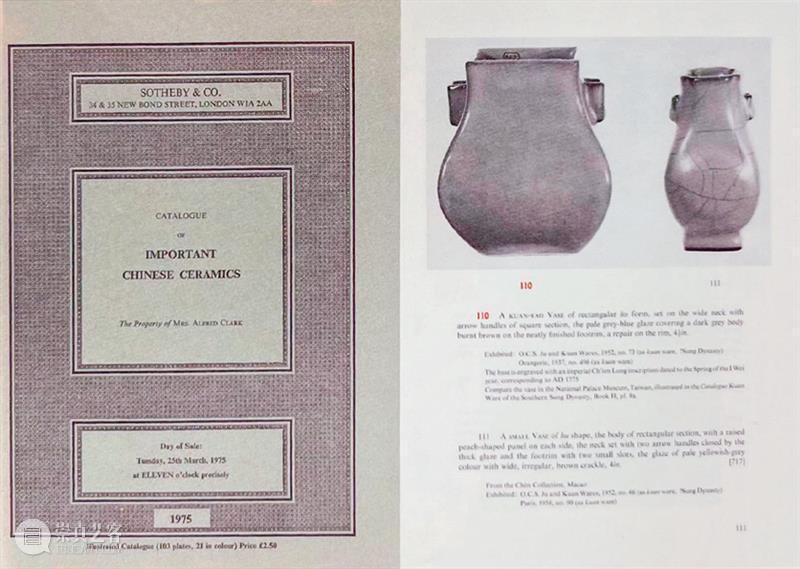 SOTHEBY & CO.
34 & 35 NEW BOND STREET, LONDON W1A 2AA
CATALOGUE
OF
IMPORTANT
CHINESE CERAMICS
The Property of MRS. ALFRED CLARK
Day of Sale:
Tuesday, 25th March, 1975
at ELEVEN o'clock precisely
1975
Illustrated Catalogue (103 plates, 21 in colour) Price £2.50
崇真艺客
110
111
110 A KUAN-YAO VASE of rectangular hu form, set on the wide neck with
arrow handles of square section, the pale grey-blue glaze covering a dark grey body
burnt brown on the neatly finished footrim, a repair on the rim,
Exhibited: O.C.S. Ju and Kuan Wares, 1952, no. 73 (as kuan ware, 'Sung Dynasty)
Orangerie, 1937, no.
The base is engraved with an imperial Ch'ien Lung inscription dated to the Spring of the I Wei
year, corresponding to AD 1775
Compare the vase in the National Palace Museum, Taiwan, illustrated in the Catalogue Kuan
Ware of the Southern Sung Dynasty, Book II, pl.
111 A SMALL VASE of hu shape, the body of rectangular section, with a raised
peach-shaped panel on each side, the neck set with two arrow handles closed by the
thick glaze and the footrim with two small slots, the glaze of pale yellowish-grey
colour with wide, irregular, brown crackle, 4in. [717]
From the Chin Collection, Macao
Exhibited: O.C.S. Ju and Kuan Wares, 1952, no. (as kuan ware, 'Sung Dynasty)
Paris, 1956, no. 90 (as kuan ware)
111